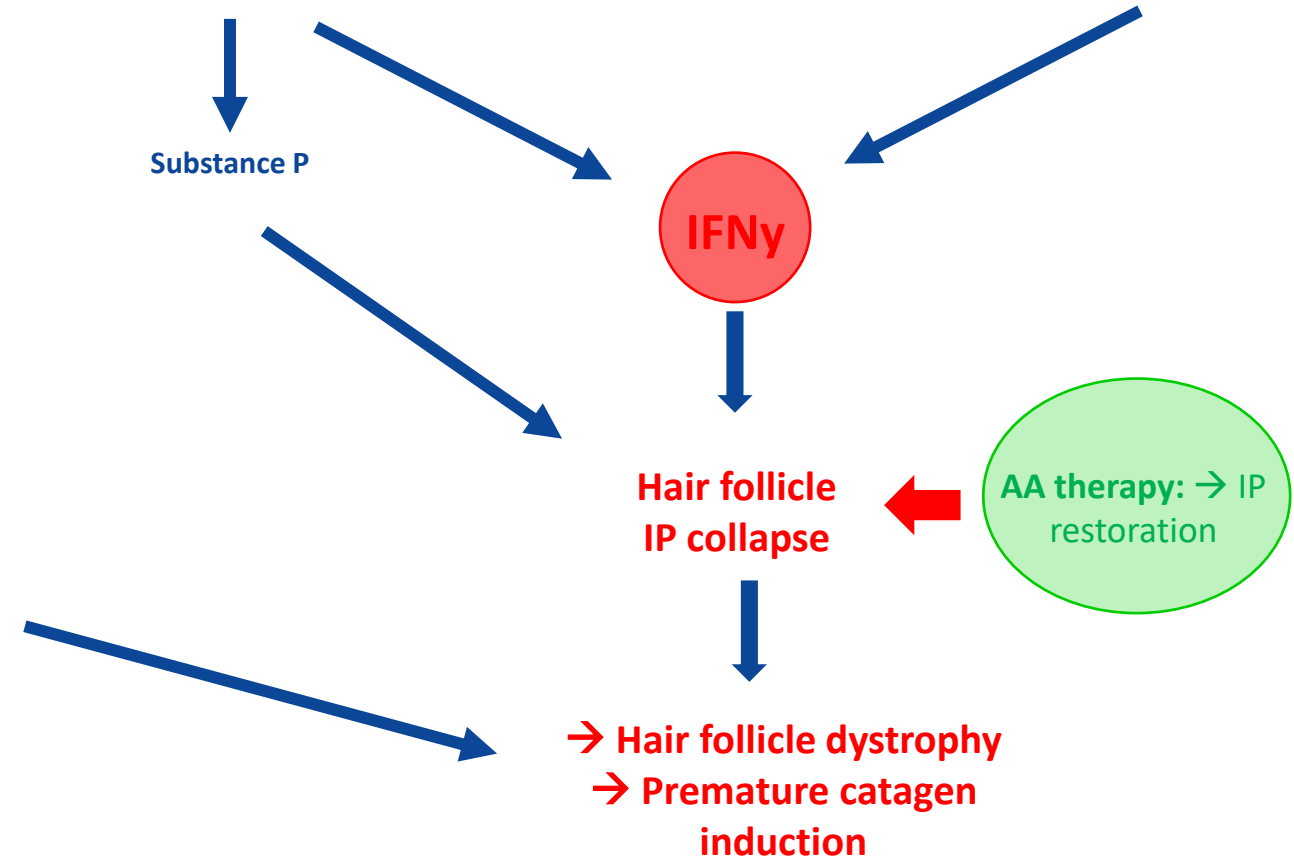 Substance P
IFNy
Hair follicle
IP collapse
AA therapy: → IP
restoration
→ Hair follicle dystrophy
→ Premature catagen
induction